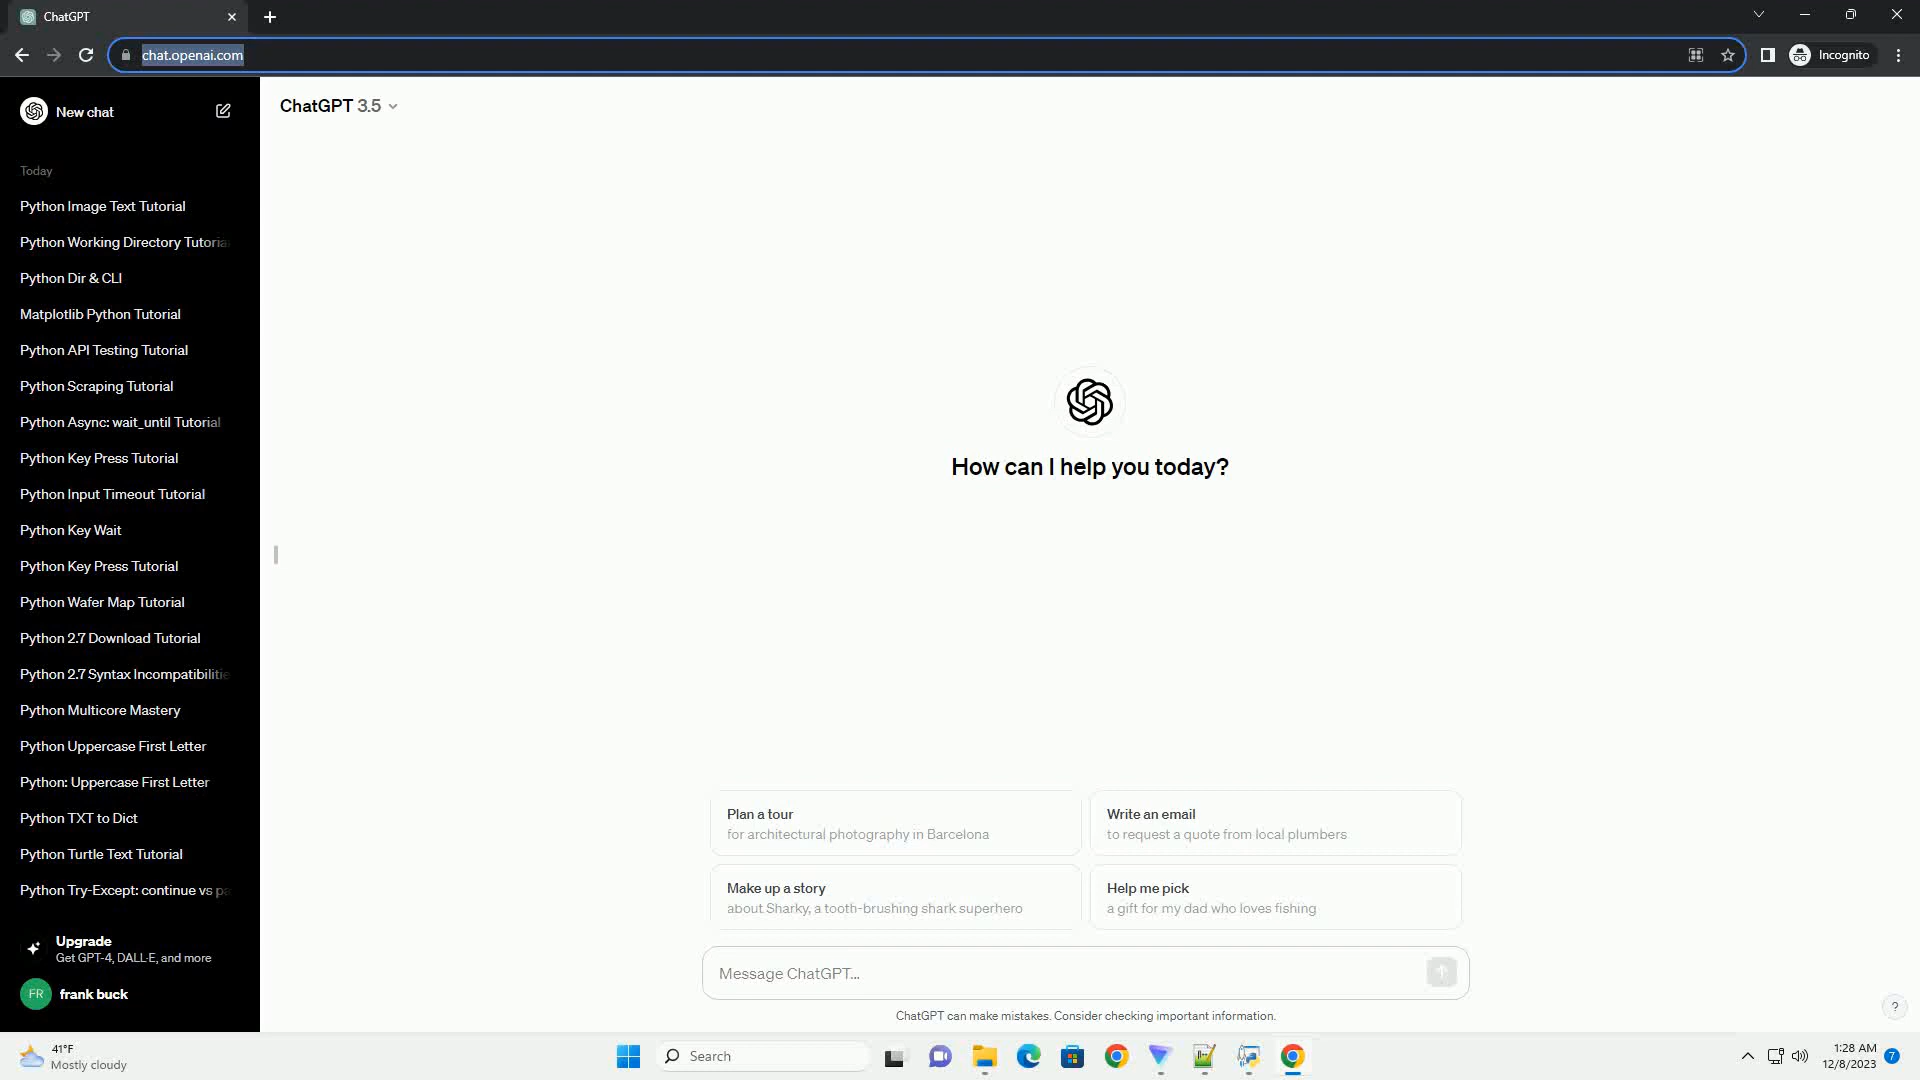 ChatGPT
chat.openai.com
Incognito
New chat
ChatGPT 3.5
Today
Python Image Text Tutorial
Python Working Directory Tutoria
Python Dir & CLI
Matplotlib Python Tutorial
Python API Testing Tutorial
Python Scraping Tutorial
Python Async: wait_until Tutorial
Python Key Press Tutorial
Python Input Timeout Tutorial
Python Key Wait
Python Key Press Tutorial
Python Wafer Map Tutorial
Python 2.7 Download Tutorial
Python 2.7 Syntax Incompatibilitie
Python Multicore Mastery
Python Uppercase First Letter
Python: Uppercase First Letter
Python TXT to Dict
Python Turtle Text Tutorial
Python Try-Except: continue vs pa
Upgrade
Get GPT-4, DALL·E, and more
FR
frank buck
How can I help you today?
Plan a tour
for architectural photography in Barcelona
Write an email
to request a quote from local plumbers
Make up a story
about Sharky, a tooth-brushing shark superhero
Help me pick
a gift for my dad who loves fishing
Message ChatGPT...
ChatGPT can make mistakes. Consider checking important information.
?
41°F
Mostly cloudy
Search
1:28 AM
12/8/2023
7